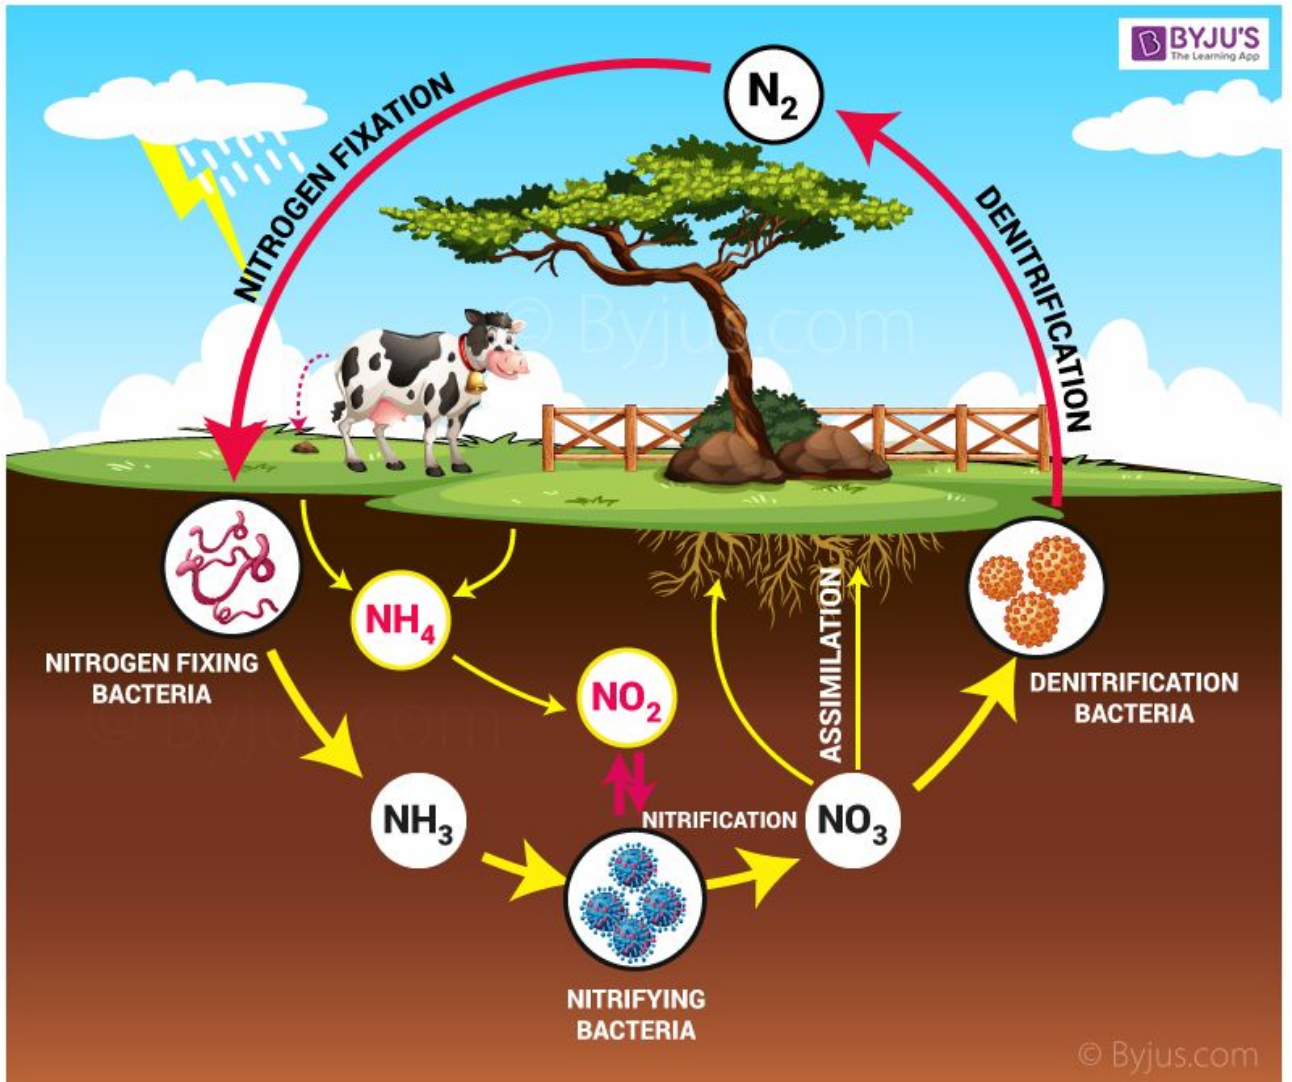 BYJU'S
The Learning App
N₂
NITROGEN FIXATION
DENITRIFICATION
© Byjus.com
NH₄
NITROGEN FIXING
BACTERIA
NO₂
ASSIMILATION
DENITRIFICATION
BACTERIA
© Byjus.com
NH₃
NITRIFICATION
NO₃
NITRIFYING
BACTERIA
© Byjus.com